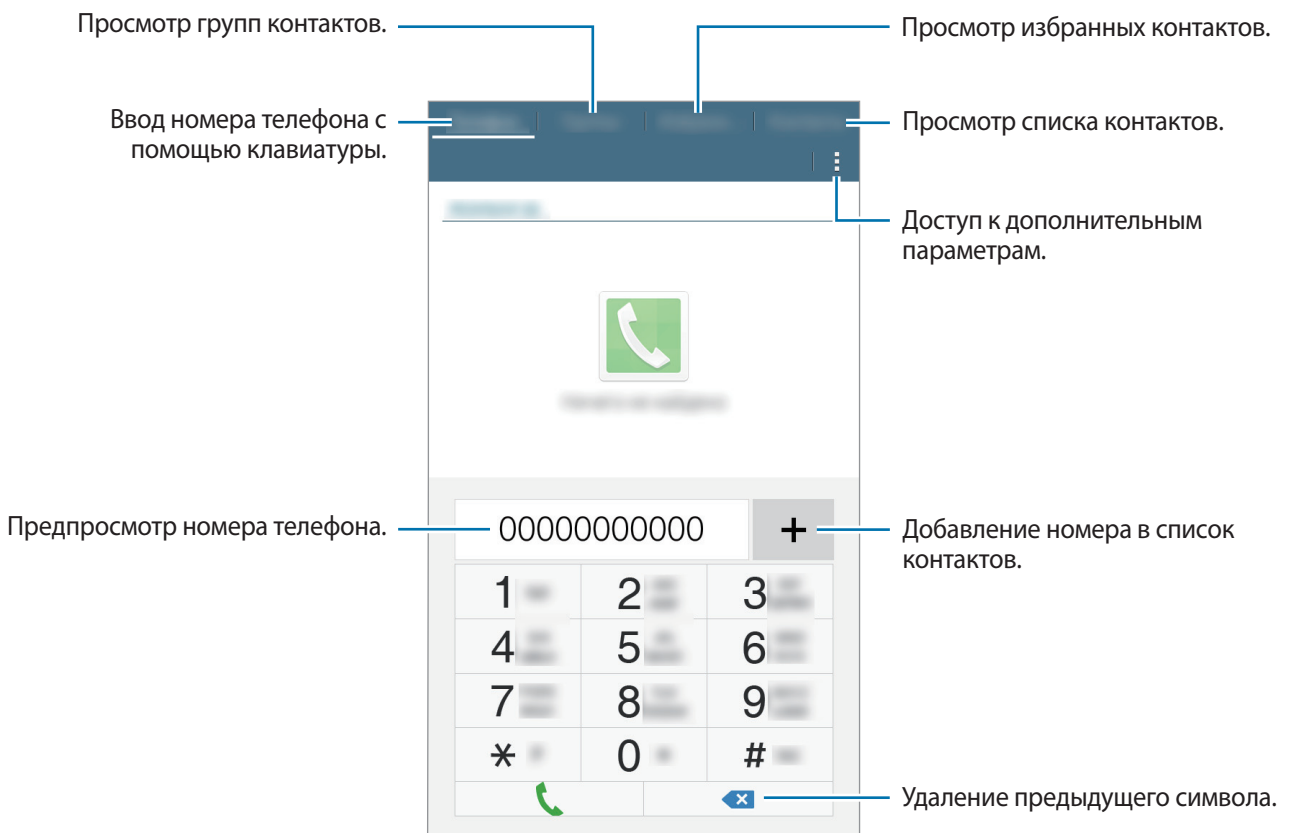 Просмотр групп контактов.
Просмотр избранных контактов.
Ввод номера телефона с
помощью клавиатуры.
Просмотр списка контактов.
Доступ к дополнительным
параметрам.
Предпросмотр номера телефона.
00000000000
+
Добавление номера в список
контактов.
1 2 3
4 5 6
7 8 9
* 0 #
Удаление предыдущего символа.